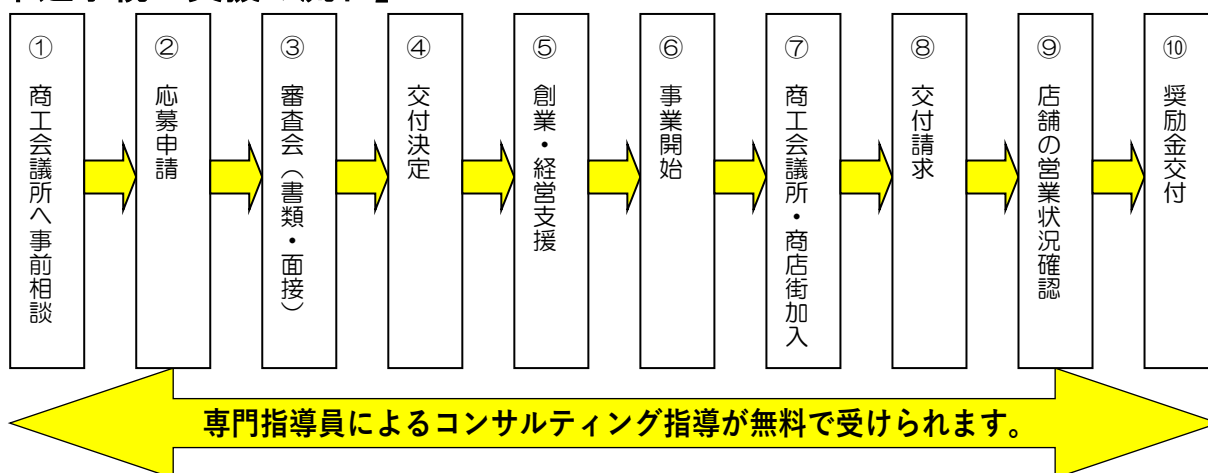 ①
商工会議所へ事前相談
②
応募申請
③
審査会（書類・面接）
④
交付決定
⑤
創業・経営支援
⑥
事業開始
⑦
商工会議所・商店街加入
⑧
交付請求
⑨
店舗の営業状況確認
⑩
奨励金交付
専門指導員によるコンサルティング指導が無料で受けられます。